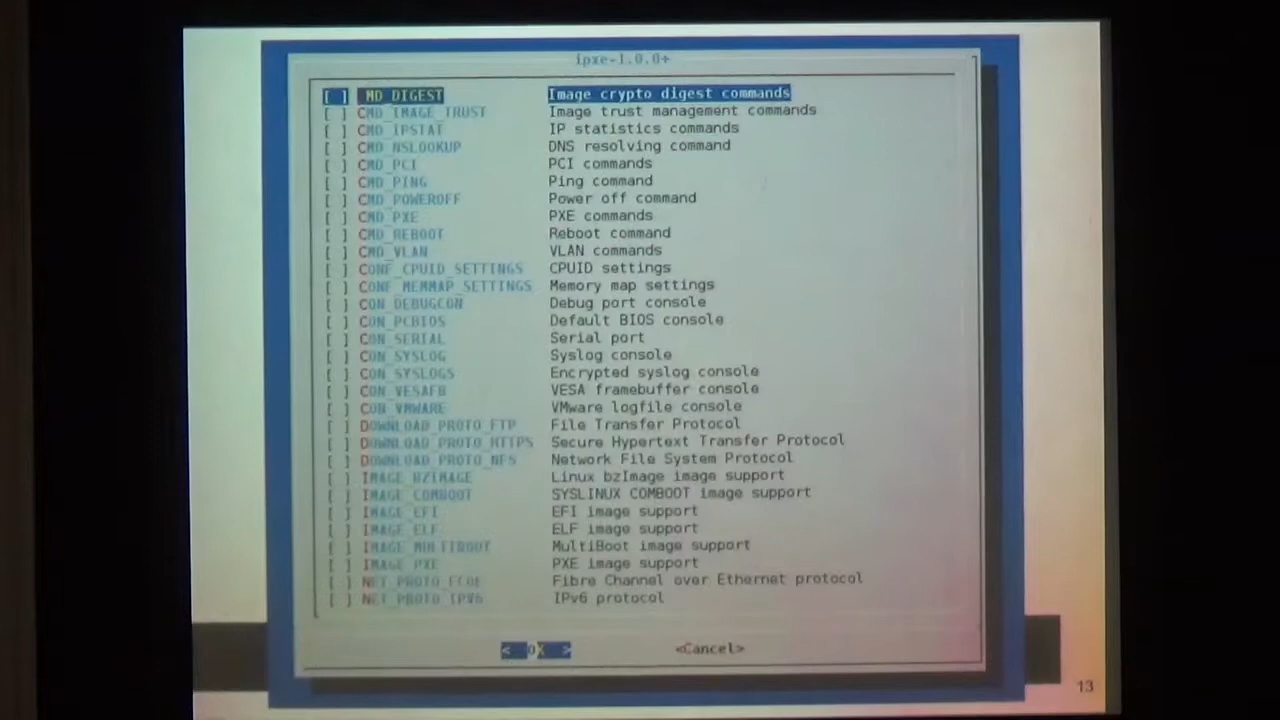 ipxe-1.0.0+
[ ] CMD_DIGEST Image crypto digest commands
[ ] CMD_IMAGE_TRUST Image trust management commands
[ ] CMD_IPSTAT IP statistics commands
[ ] CMD_NSLOOKUP DNS resolving command
[ ] CMD_PCI PCI commands
[ ] CMD_PING Ping command
[ ] CMD_POWEROFF Power off command
[ ] CMD_PXE PXE commands
[ ] CMD_REBOOT Reboot command
[ ] CMD_VLAN VLAN commands
[ ] CONF_CPUID_SETTINGS CPUID settings
[ ] CONF_MEMMAP_SETTINGS Memory map settings
[ ] CON_DEBUGCON Debug port console
[ ] CON_PCBIOS Default BIOS console
[ ] CON_SERIAL Serial port
[ ] CON_SYSLOG Syslog console
[ ] CON_SYSLOGS Encrypted syslog console
[ ] CON_VESAFB VESA framebuffer console
[ ] CON_VMWARE VMware logfile console
[ ] DOWNLOAD_PROTO_FTP File Transfer Protocol
[ ] DOWNLOAD_PROTO_HTTPS Secure Hypertext Transfer Protocol
[ ] DOWNLOAD_PROTO_NFS Network File System Protocol
[ ] IMAGE_BZIMAGE Linux bzImage image support
[ ] IMAGE_COMBOOT SYSLINUX COMBOOT image support
[ ] IMAGE_EFI EFI image support
[ ] IMAGE_ELF ELF image support
[ ] IMAGE_MULTIBOOT MultiBoot image support
[ ] IMAGE_PXE PXE image support
[ ] NET_PROTO_FCOE Fibre Channel over Ethernet protocol
[ ] NET_PROTO_IPV6 IPv6 protocol
< OK > <Cancel>
13